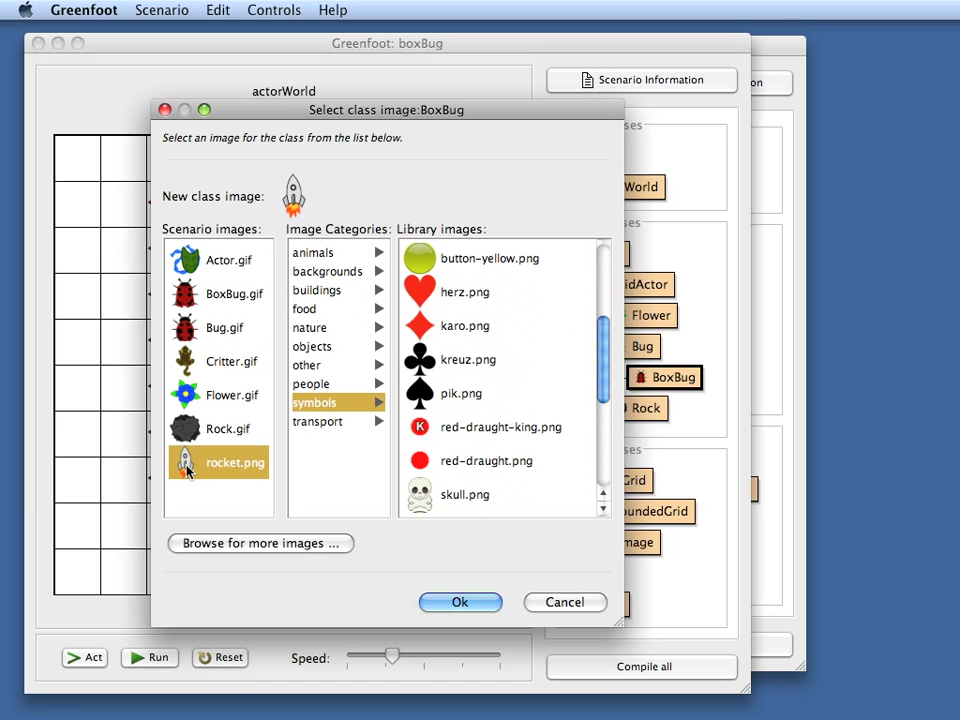 Greenfoot Scenario Edit Controls Help
Greenfoot: boxBug
actorWorld
Scenario Information
on
Select class image:BoxBug
Select an image for the class from the list below.
New class image:
Scenario images:
Actor.gif
BoxBug.gif
Bug.gif
Critter.gif
Flower.gif
Rock.gif
rocket.png
Image Categories:
animals
backgrounds
buildings
food
nature
objects
other
people
symbols
transport
Library images:
button-yellow.png
herz.png
karo.png
kreuz.png
pik.png
K
red-draught-king.png
red-draught.png
skull.png
Browse for more images ...
Ok
Cancel
ses
World
ses
idActor
Flower
Bug
BoxBug
Rock
ses
Grid
oundedGrid
mage
Act
Run
Reset
Speed:
Compile all